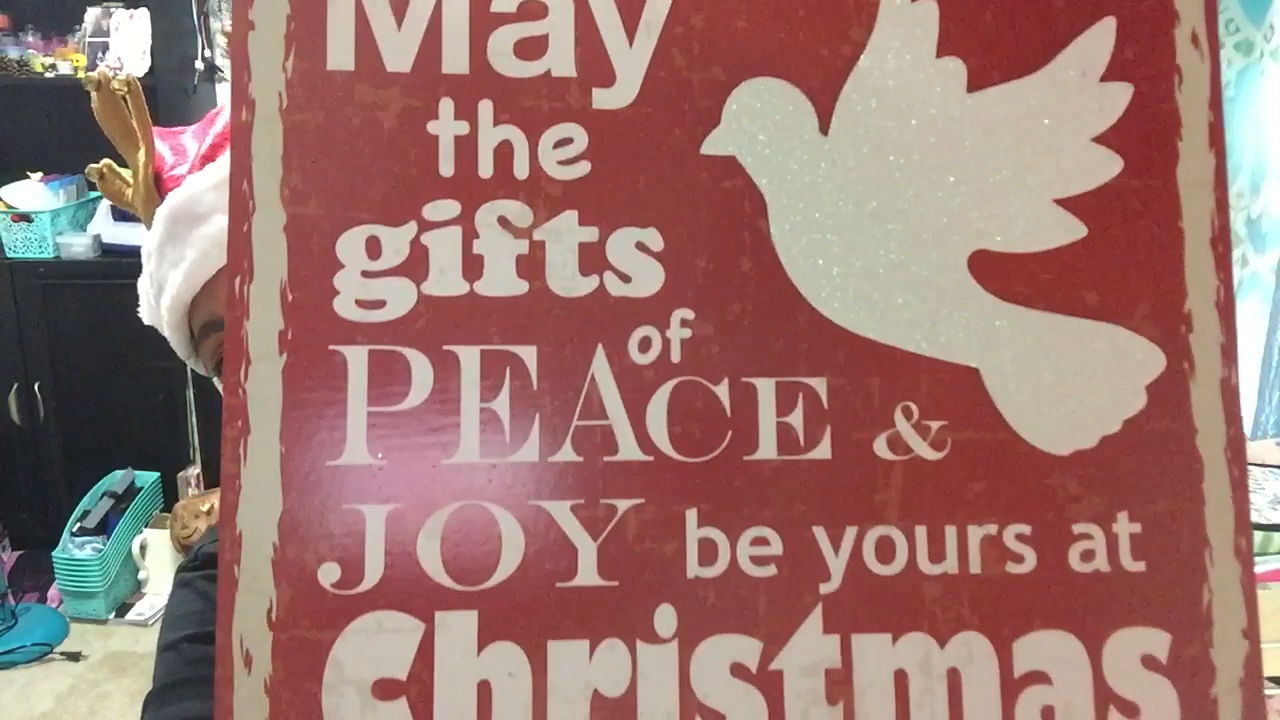 May
the
gifts
of
PEACE &
JOY be yours at
Christmas